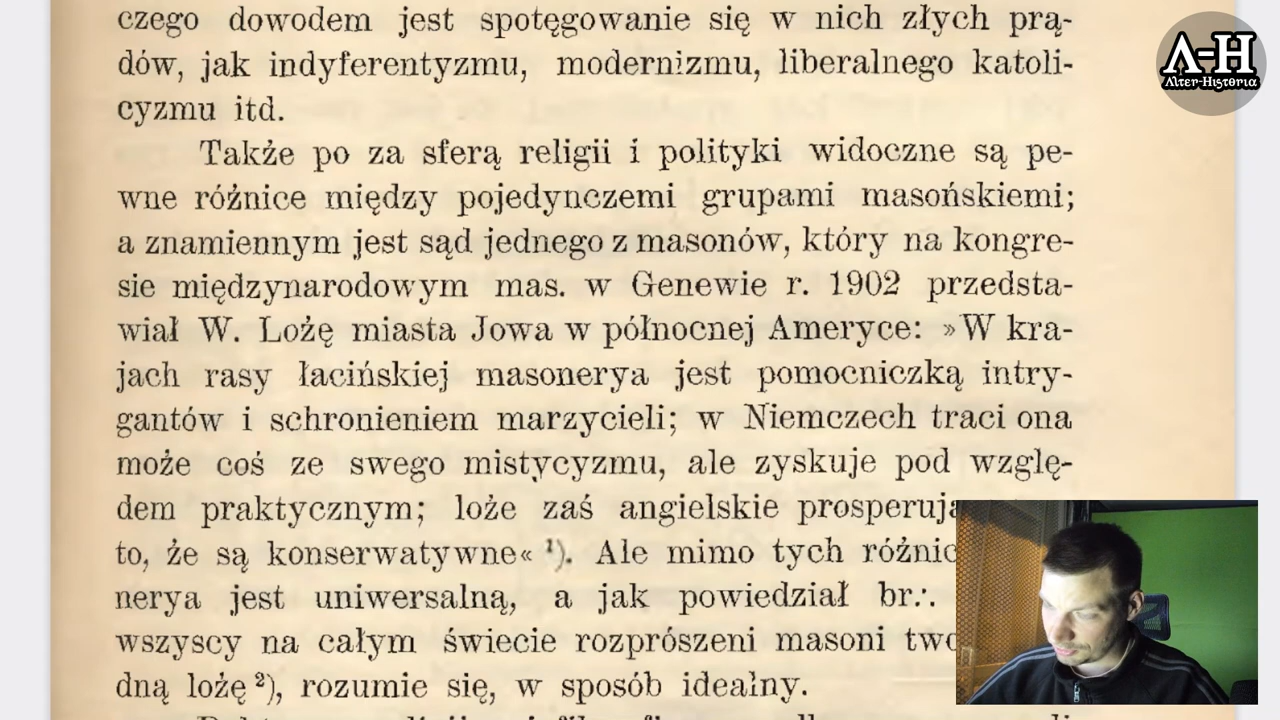 czego dowodem jest spotęgowanie się w nich złych prą-
dów, jak indyferentyzmu, modernizmu, liberalnego katoli-
cyzmu itd.
Także po za sferą religii i polityki widoczne są pe-
wne różnice między pojedynczemi grupami masońskiemi;
a znamiennym jest sąd jednego z masonów, który na kongre-
sie międzynarodowym mas. w Genewie r. 1902 przedsta-
wiał W. Lożę miasta Jowa w północnej Ameryce: »W kra-
jach rasy łacińskiej masonerya jest pomocniczką intry-
gantów i schronieniem marzycieli; w Niemczech traci ona
może coś ze swego mistycyzmu, ale zyskuje pod wzglę-
dem praktycznym; loże zaś angielskie prosperują
to, że są konserwatywne« ¹). Ale mimo tych różnic
nerya jest uniwersalną, a jak powiedział br∴
wszyscy na całym świecie rozprószeni masoni two
dną lożę ²), rozumie się, w sposób idealny.
A-H
Alter-Historia